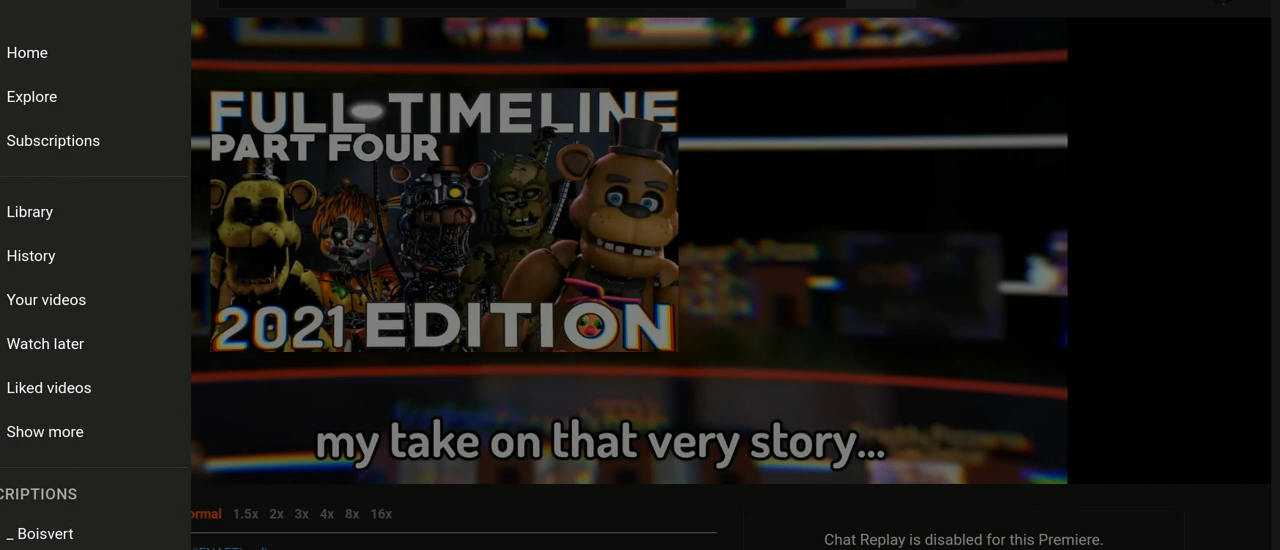 Home
Explore
Subscriptions
Library
History
Your videos
Watch later
Liked videos
Show more
CRIPTIONS
_ Boisvert
FULL TIMELINE
PART FOUR
2021 EDITION
my take on that very story...
ormal 1.5x 2x 3x 4x 8x 16x
Chat Replay is disabled for this Premiere.